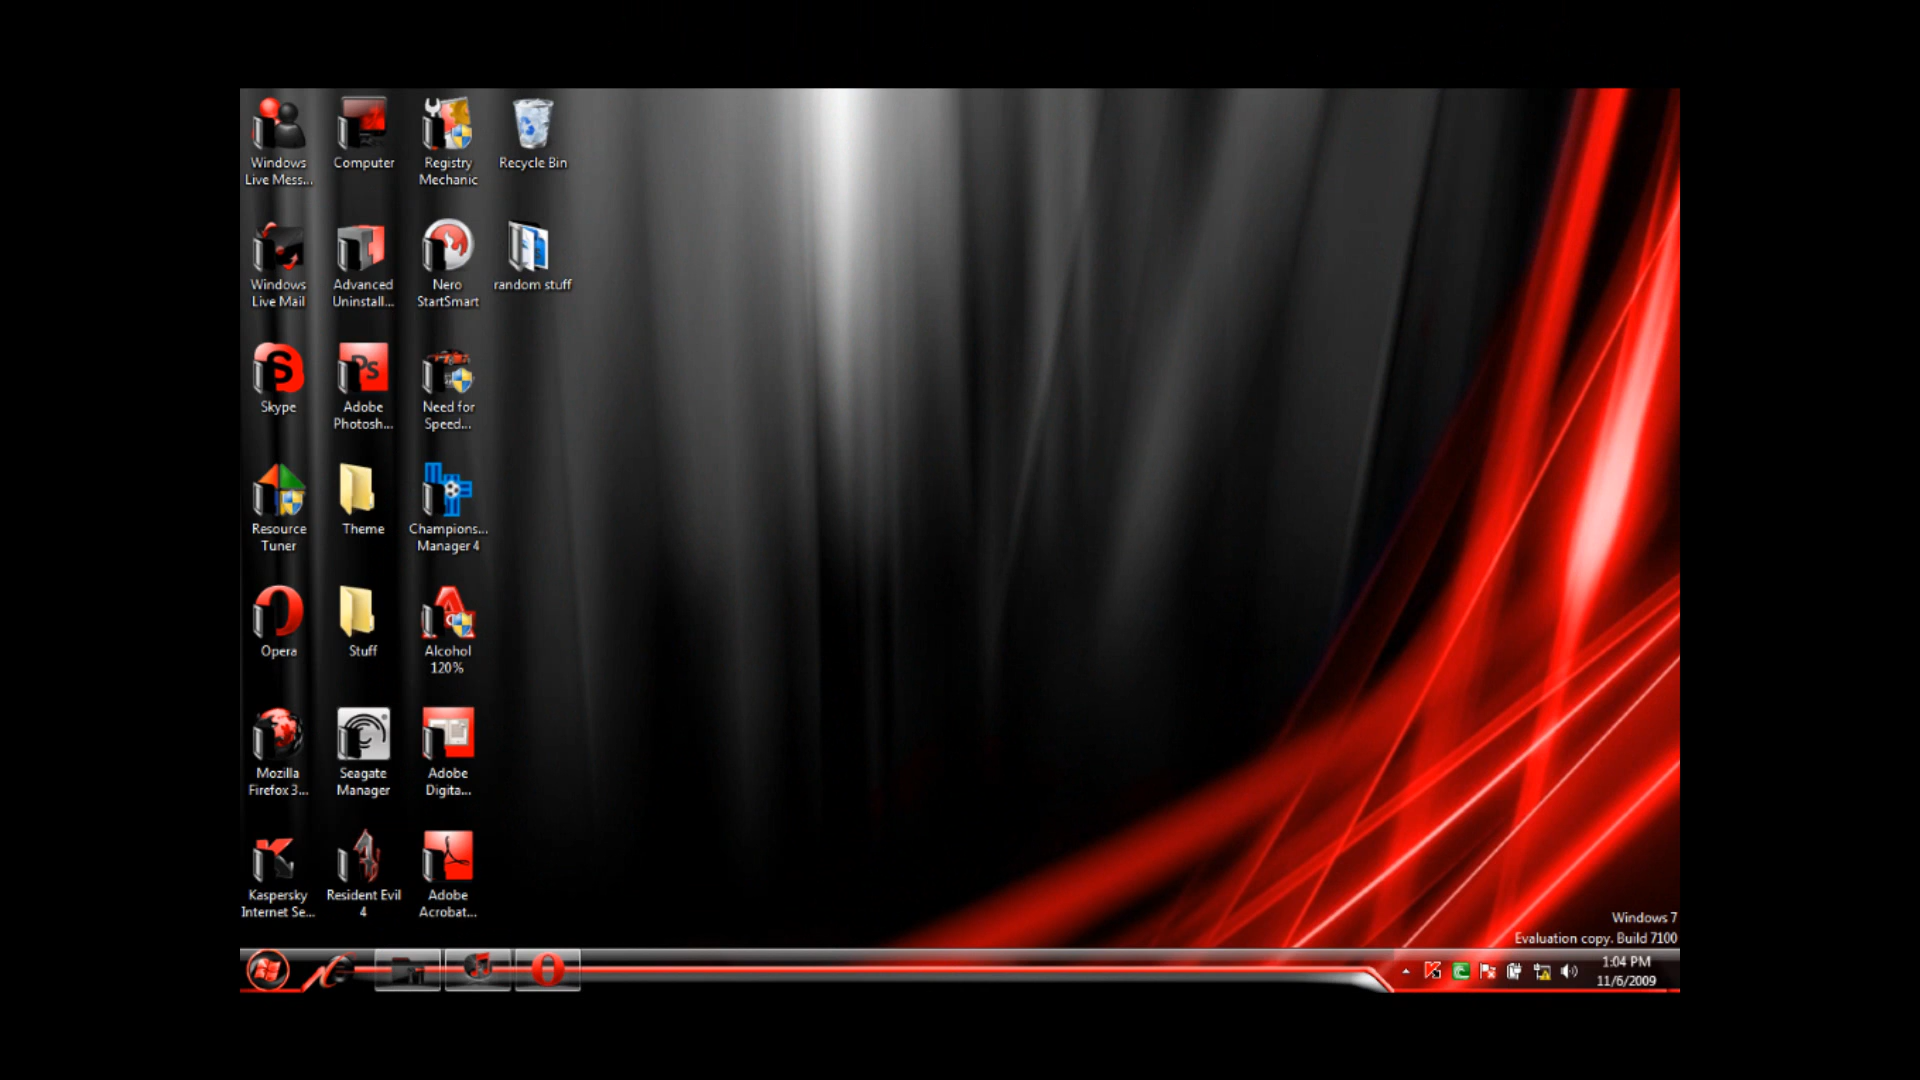 Windows
Live Mess...
Computer
Registry
Mechanic
Recycle Bin
Windows
Live Mail
Advanced
Uninstall...
Nero
StartSmart
random stuff
S
Skype
Ps
Adobe
Photosh...
Need for
Speed...
Resource
Tuner
Theme
Champions...
Manager 4
Opera
Stuff
Alcohol
120%
Mozilla
Firefox 3...
Seagate
Manager
Adobe
Digita...
Kaspersky
Internet Se...
Resident Evil
4
Adobe
Acrobat...
Windows 7
Evaluation copy. Build 7100
1:04 PM
11/6/2009